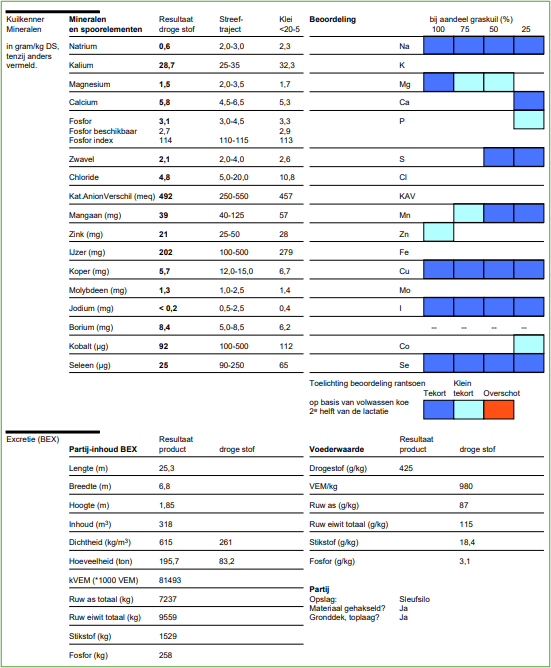 Kuilkenner Mineralen
in gram/kg DS, tenzij anders vermeld.
Mineralen en spoorelementen Resultaat droge stof Streef- traject Klei <20-5 Beoordeling bij aandeel graskuil (%)
100 75 50 25
Natrium 0,6 2,0-3,0 2,3 Na
Kalium 28,7 25-35 32,3 K
Magnesium 1,5 2,0-3,5 1,7 Mg
Calcium 5,8 4,5-6,5 5,3 Ca
Fosfor 3,1 3,0-4,5 3,3 P
Fosfor beschikbaar 2,7 2,9
Fosfor index 114 110-115 113
Zwavel 2,1 2,0-4,0 2,6 S
Chloride 4,8 5,0-20,0 10,8 Cl
Kat.AnionVerschil (meq) 492 250-550 457 KAV
Mangaan (mg) 39 40-125 57 Mn
Zink (mg) 21 25-50 28 Zn
IJzer (mg) 202 100-500 279 Fe
Koper (mg) 5,7 12,0-15,0 6,7 Cu
Molybdeen (mg) 1,3 1,0-2,5 1,4 Mo
Jodium (mg) < 0,2 0,5-2,5 0,4 I
Borium (mg) 8,4 5,0-8,5 6,2 -- -- -- --
Kobalt (µg) 92 100-500 112 Co
Seleen (µg) 25 90-250 65 Se
Toelichting beoordeling rantsoen
op basis van volwassen koe
2e helft van de lactatie
Tekort Klein tekort Overschot
Excretie (BEX)
Partij-inhoud BEX Resultaat product droge stof
Lengte (m) 25,3
Breedte (m) 6,8
Hoogte (m) 1,85
Inhoud (m³) 318
Dichtheid (kg/m³) 615 261
Hoeveelheid (ton) 195,7 83,2
kVEM (*1000 VEM) 81493
Ruw as totaal (kg) 7237
Ruw eiwit totaal (kg) 9559
Stikstof (kg) 1529
Fosfor (kg) 258
Voederwaarde Resultaat product droge stof
Drogestof (g/kg) 425
VEM/kg 980
Ruw as (g/kg) 87
Ruw eiwit totaal (g/kg) 115
Stikstof (g/kg) 18,4
Fosfor (g/kg) 3,1
Partij
Opslag: Sleufsilo
Materiaal gehakseld? Ja
Gronddek, toplaag? Ja